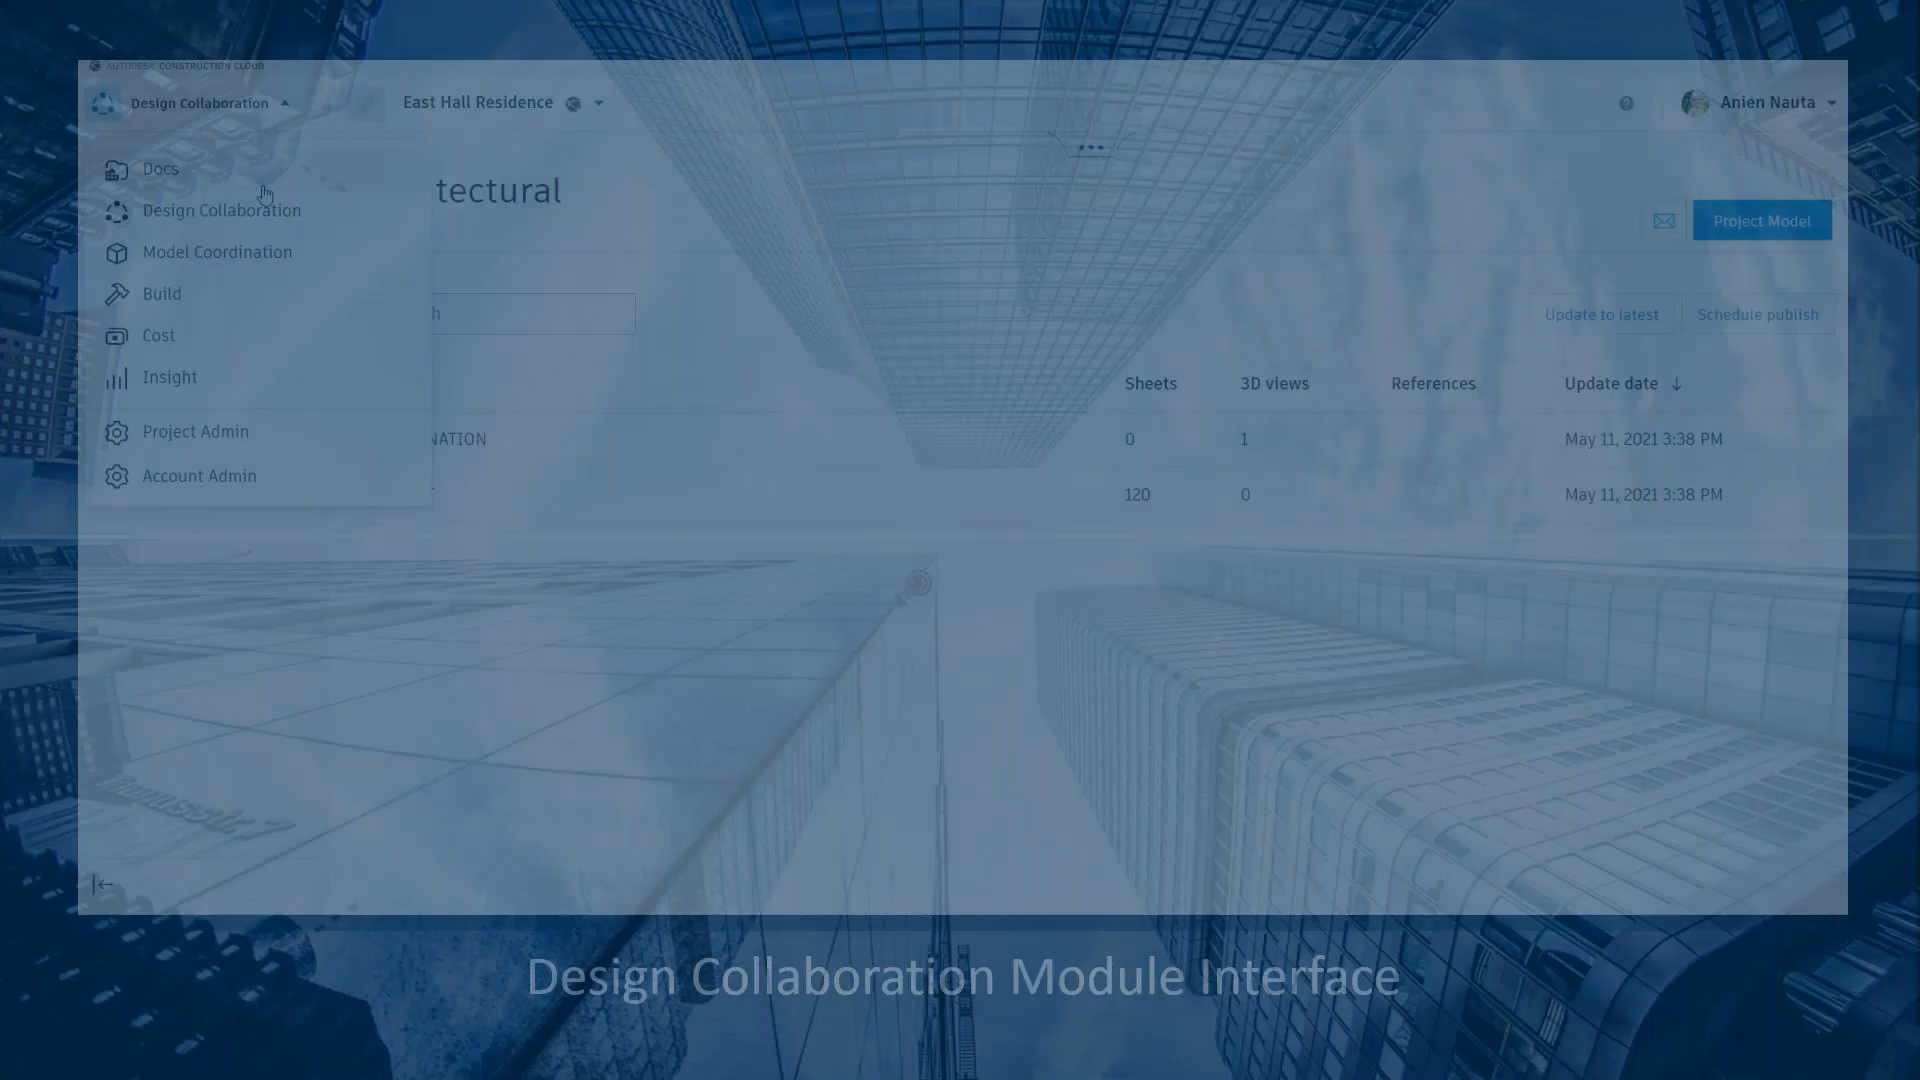 AUTODESK CONSTRUCTION CLOUD
Design Collaboration
East Hall Residence
Anien Nauta
Docs
Design Collaboration
Model Coordination
Build
Cost
Insight
Project Admin
Account Admin
tectural
Project Model
h
Update to latest
Schedule publish
Sheets 3D views References Update date
NATION 0 1 May 11, 2021 3:38 PM
120 0 May 11, 2021 3:38 PM
Design Collaboration Module Interface